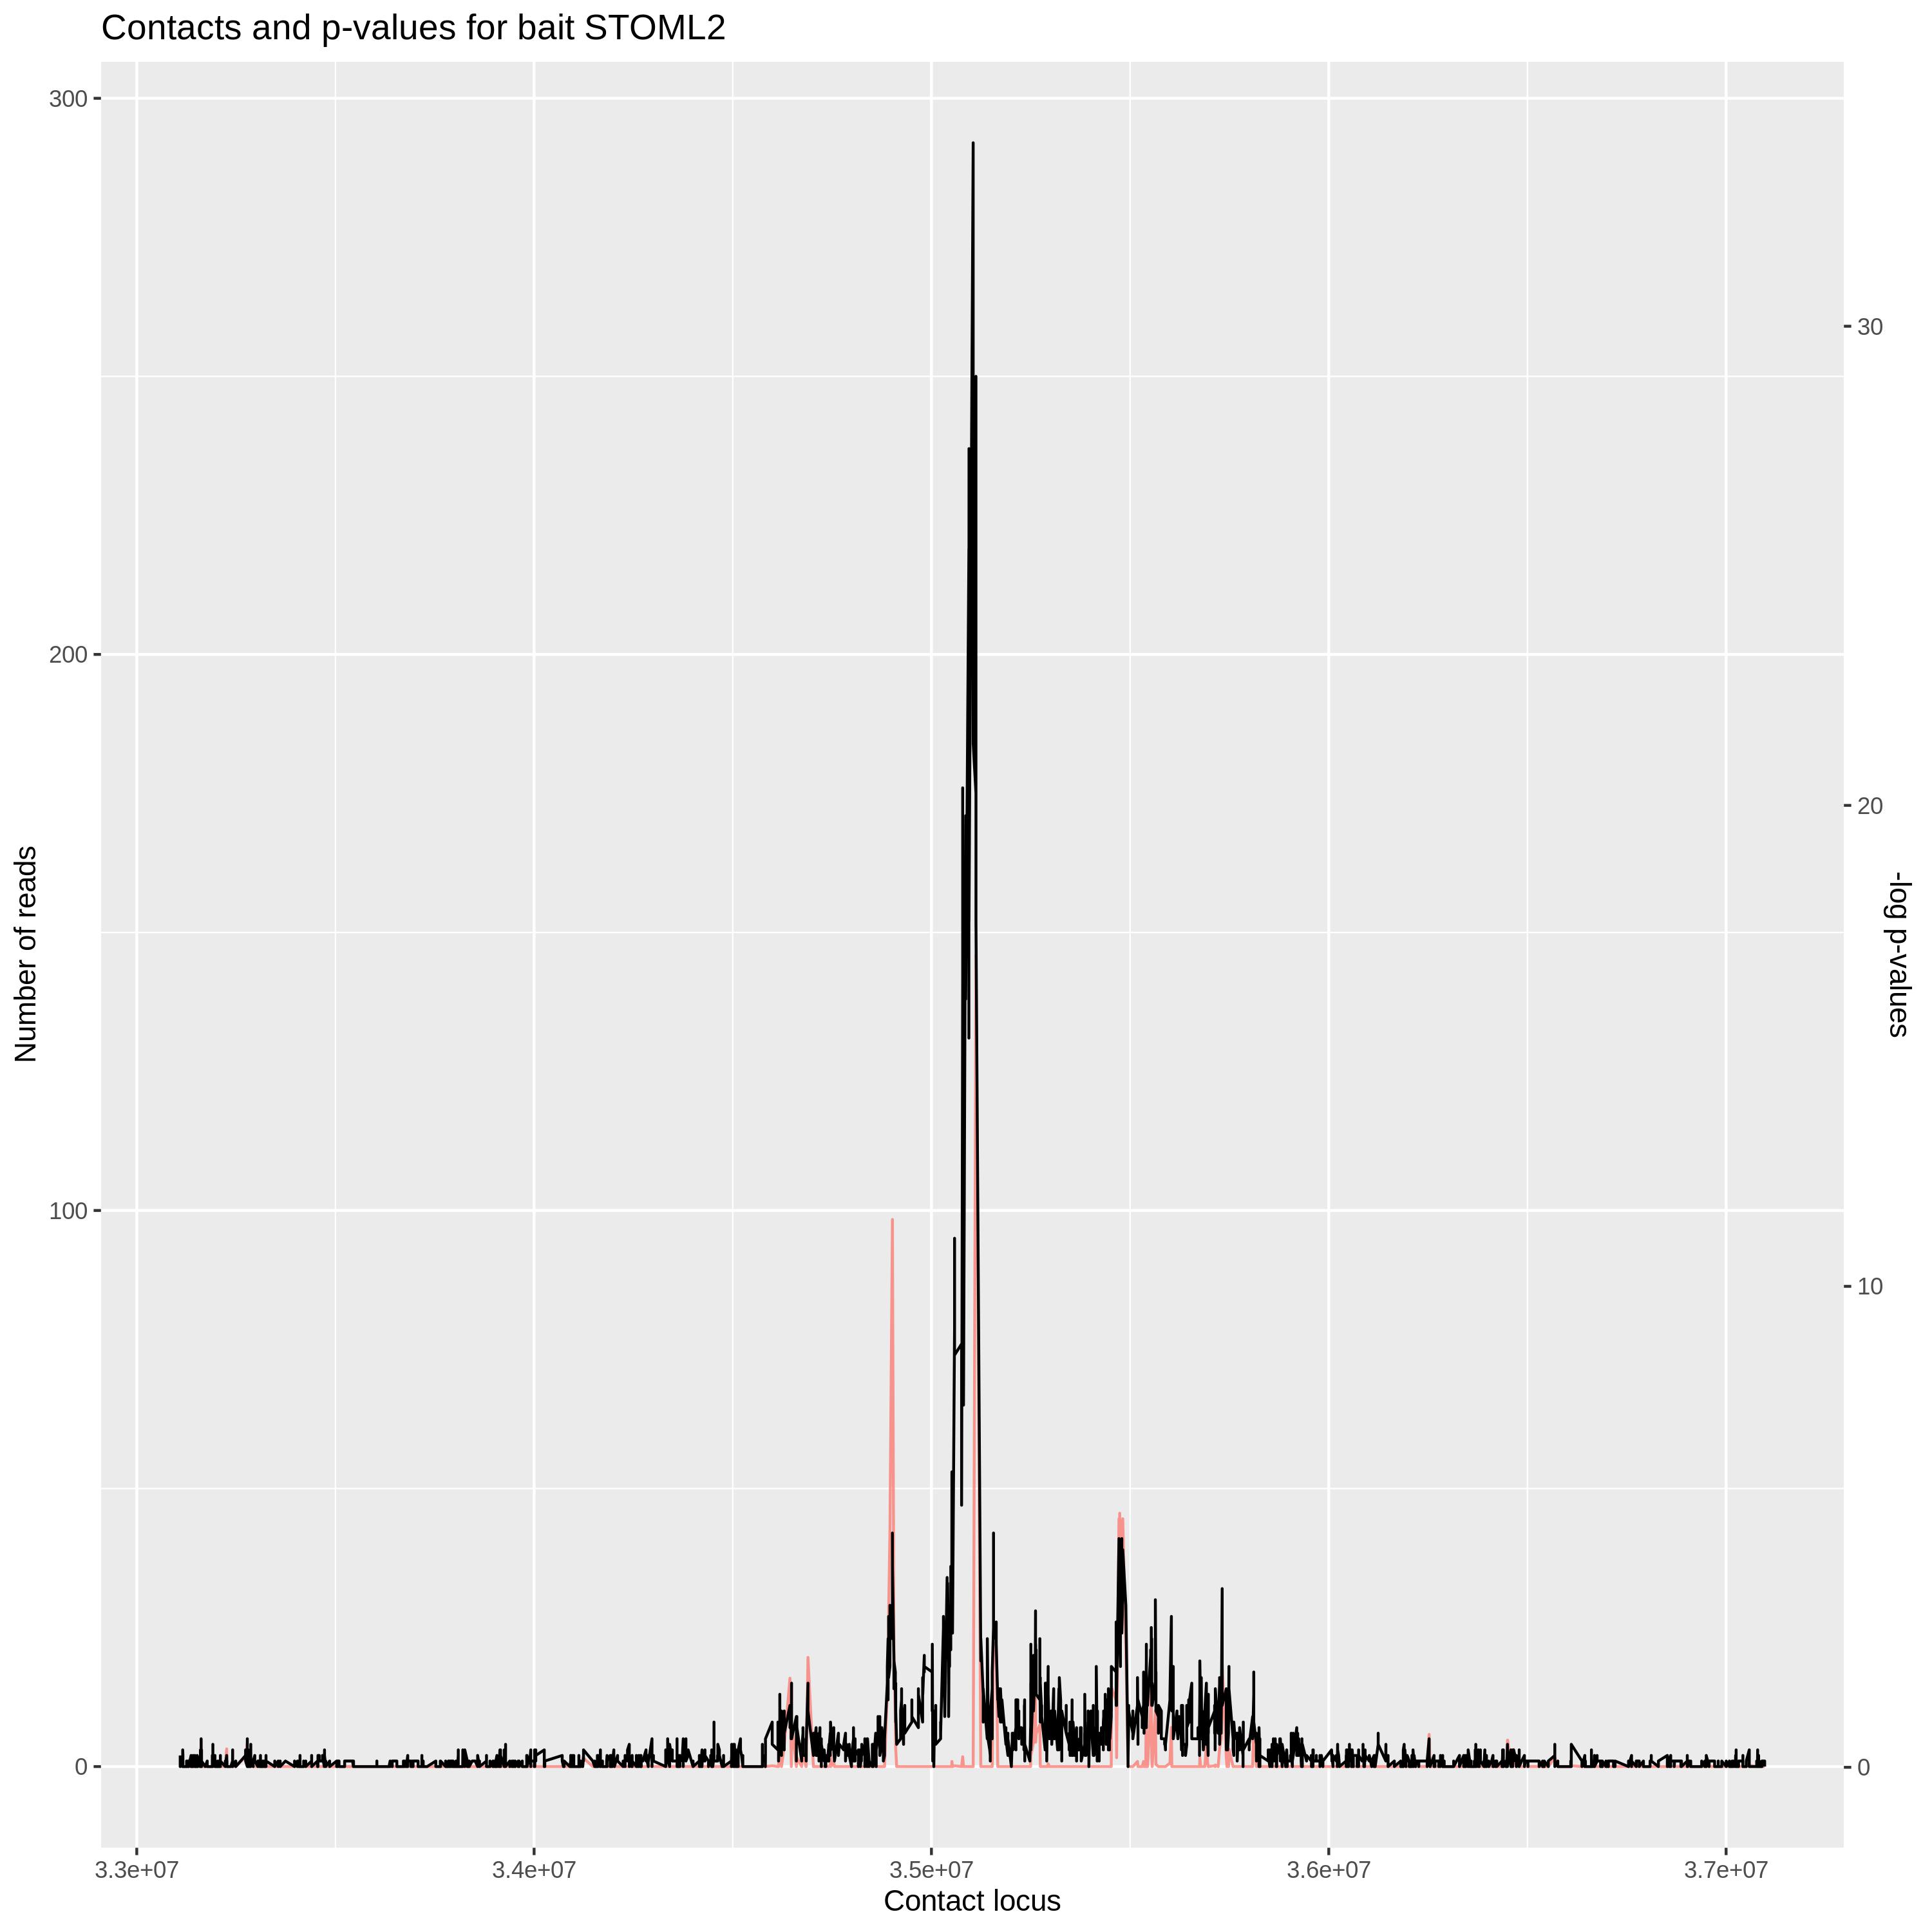 Contacts and p-values for bait STOML2
300
200
100
0
Number of reads
30
20
10
0
-log p-values
3.3e+07
3.4e+07
3.5e+07
3.6e+07
3.7e+07
Contact locus